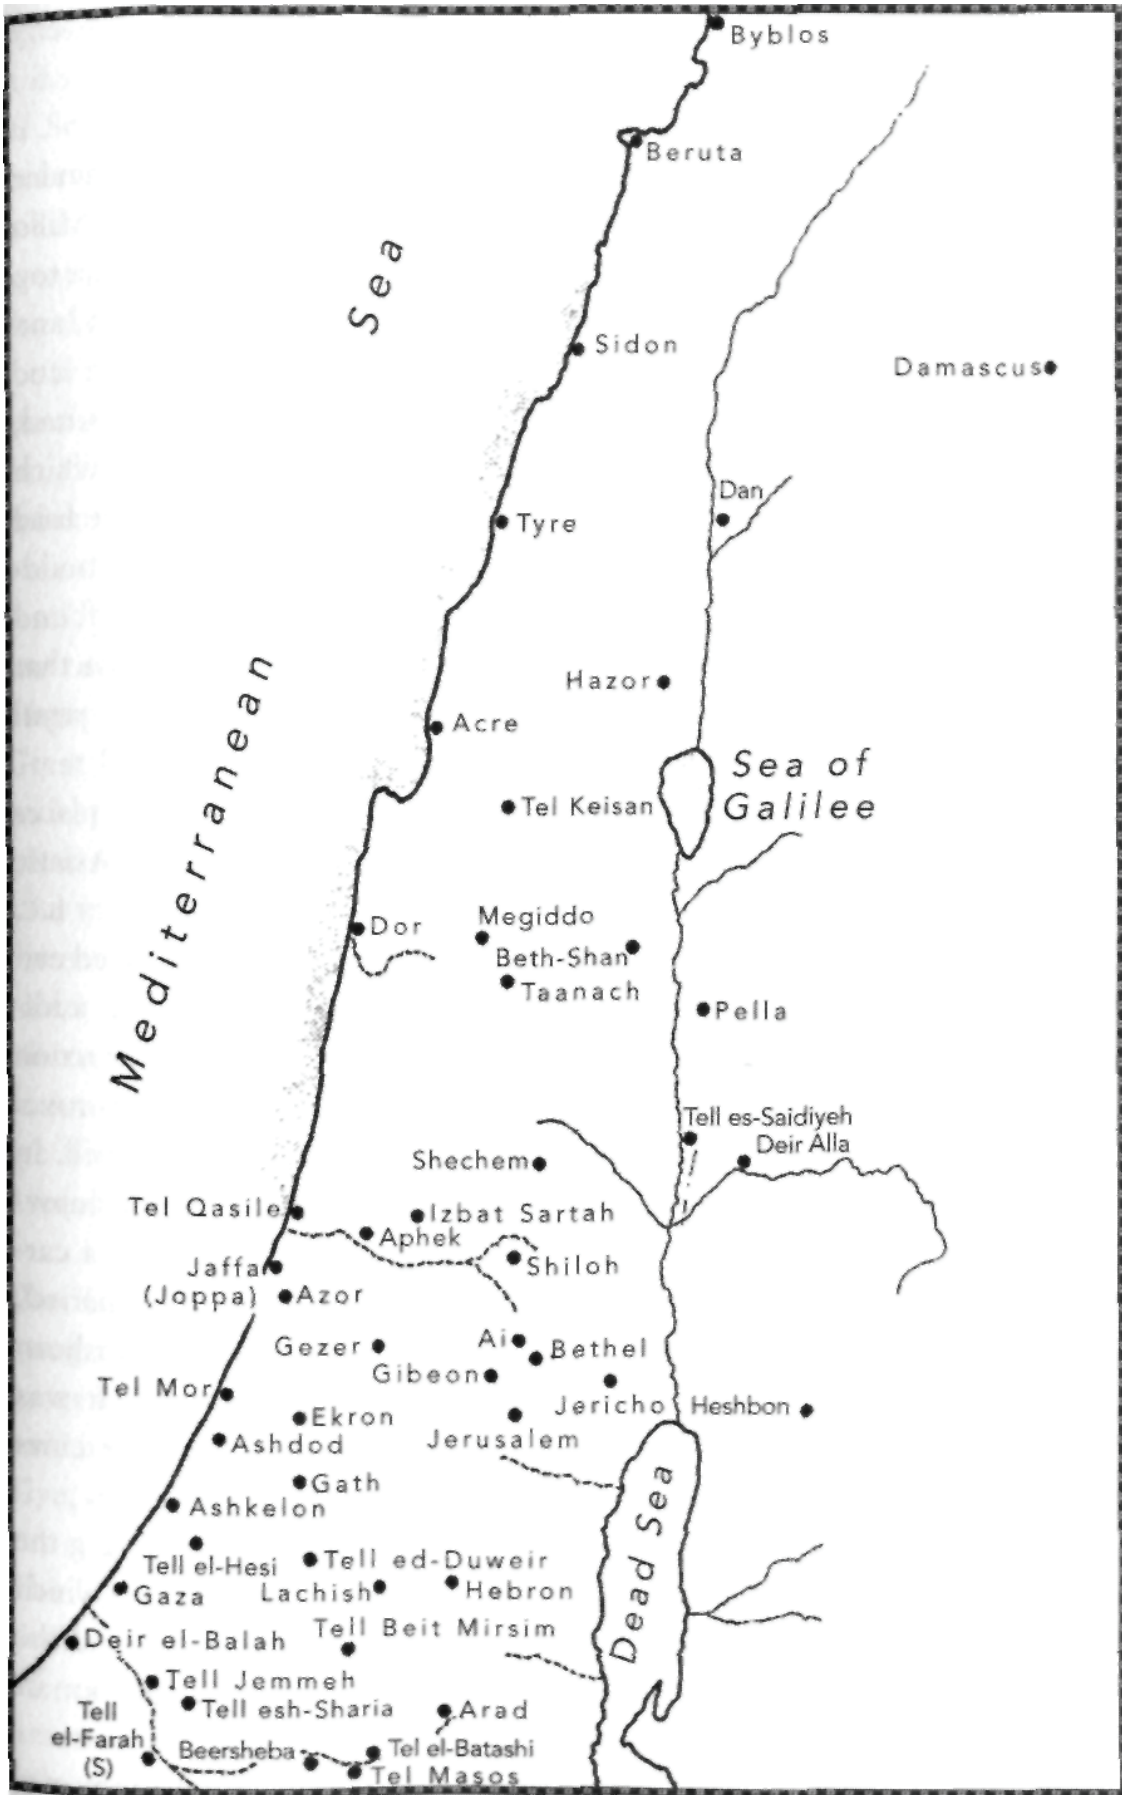 Byblos
Beruta
Sea
Sidon
Damascus
Dan
Tyre
Hazor
Mediterranean
Acre
Sea of
Galilee
Tel Keisan
Dor
Megiddo
Beth-Shan
Taanach
Pella
Tell es-Saidiyeh
Deir Alla
Shechem
Tel Qasile
Izbat Sartah
Aphek
Shiloh
Jaffa
(Joppa)
Azor
Gezer
Ai
Bethel
Gibeon
Tel Mor
Jericho
Heshbon
Ekron
Jerusalem
Ashdod
Gath
Dead Sea
Ashkelon
Tell el-Hesi
Tell ed-Duweir
Gaza
Lachish
Hebron
Tell Beit Mirsim
Deir el-Balah
Tell Jemmeh
Tell esh-Sharia
Arad
Tell
el-Farah
(S)
Beersheba
Tel el-Batashi
Tel Masos